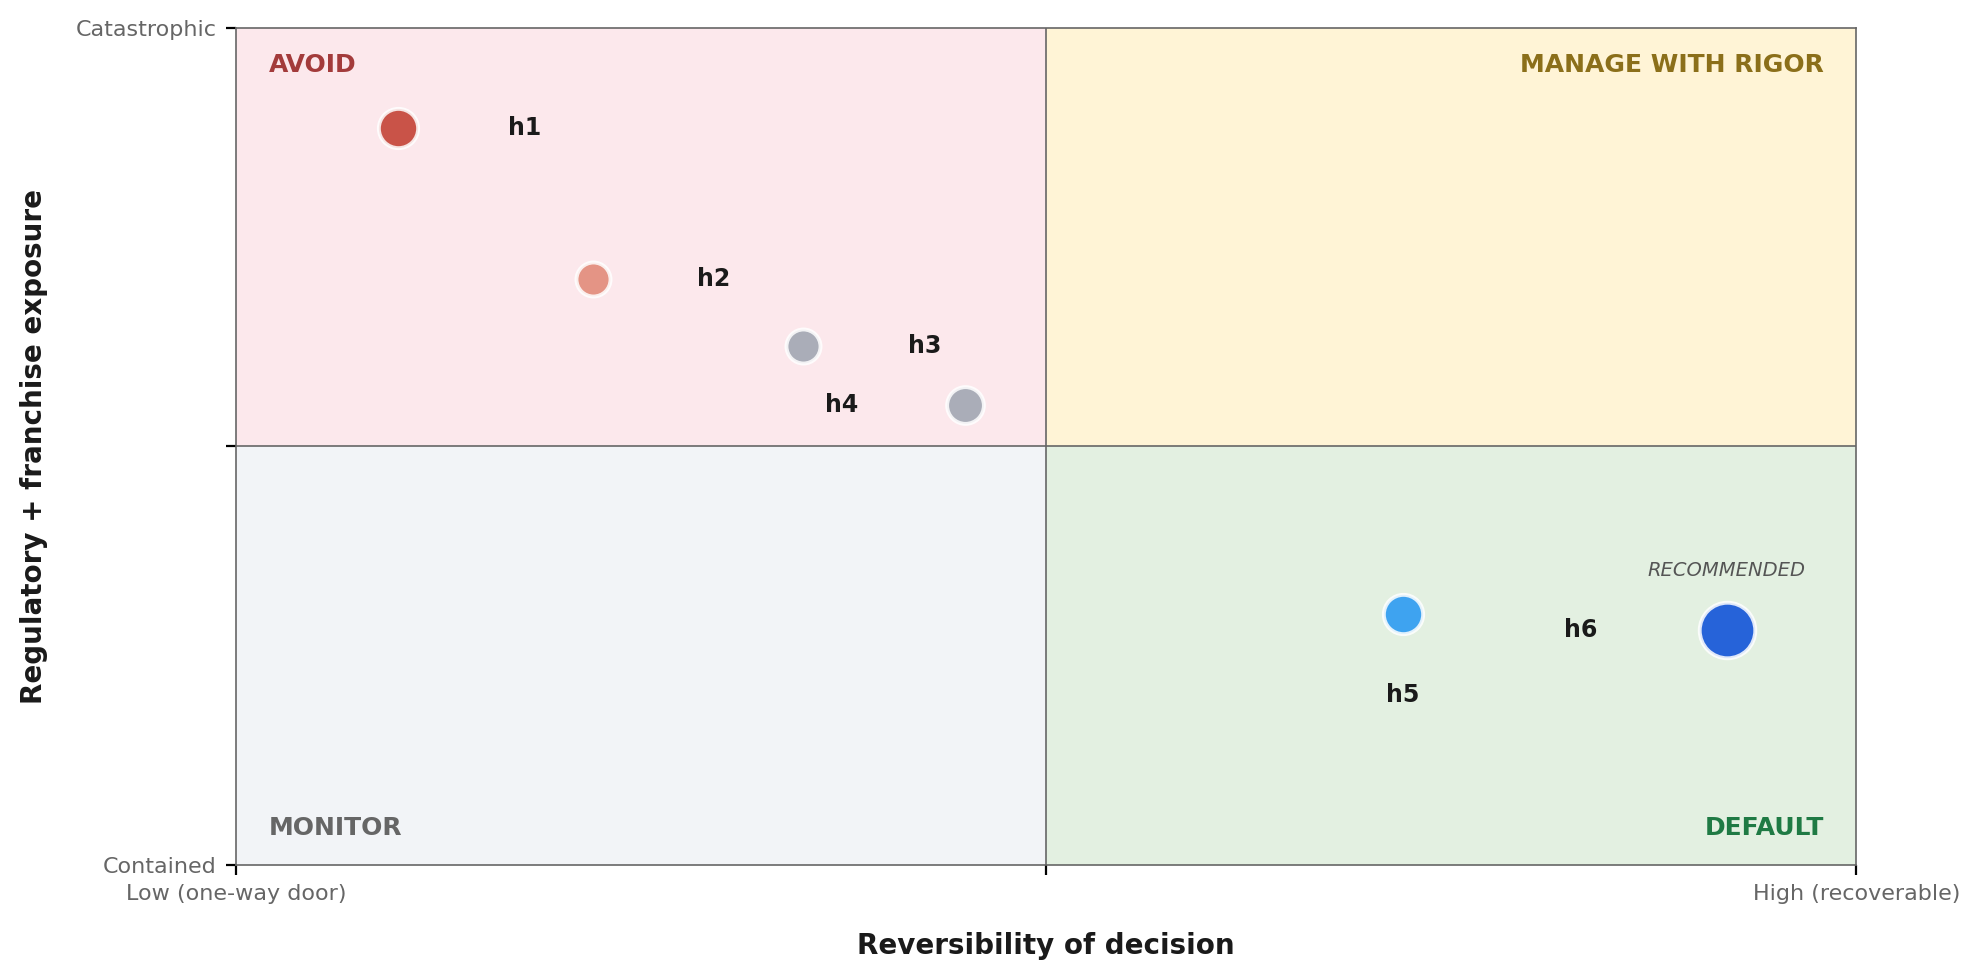 Catastrophic
AVOID
MANAGE WITH RIGOR
h1
h2
h3
h4
Regulatory + franchise exposure
RECOMMENDED
h6
h5
MONITOR
DEFAULT
Contained
Low (one-way door)
High (recoverable)
Reversibility of decision